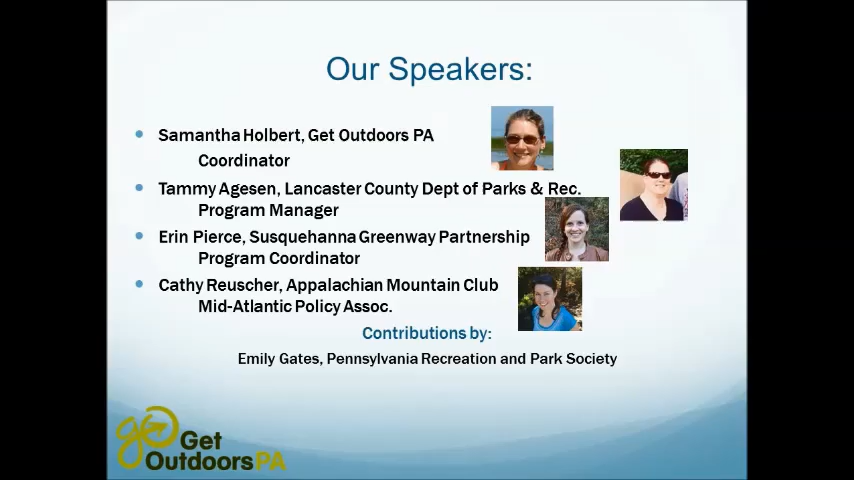 Our Speakers:
Samantha Holbert, Get Outdoors PA
Coordinator
Tammy Agesen, Lancaster County Dept of Parks & Rec.
Program Manager
Erin Pierce, Susquehanna Greenway Partnership
Program Coordinator
Cathy Reuscher, Appalachian Mountain Club
Mid-Atlantic Policy Assoc.
Contributions by:
Emily Gates, Pennsylvania Recreation and Park Society
go Get
OutdoorsPA